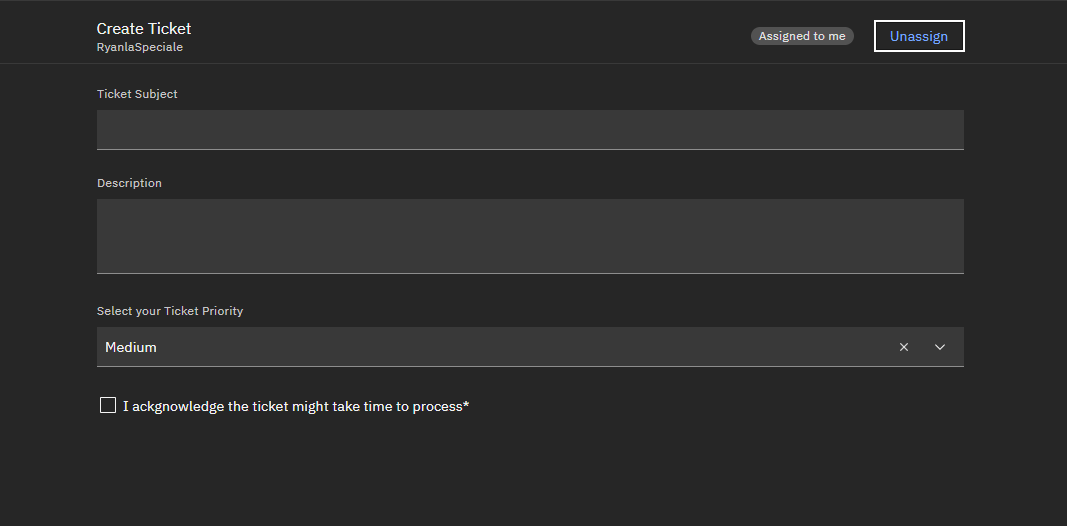 Create Ticket
RyanlaSpeciale
Assigned to me
Unassign
Ticket Subject
Description
Select your Ticket Priority
Medium
I ackgnowledge the ticket might take time to process*